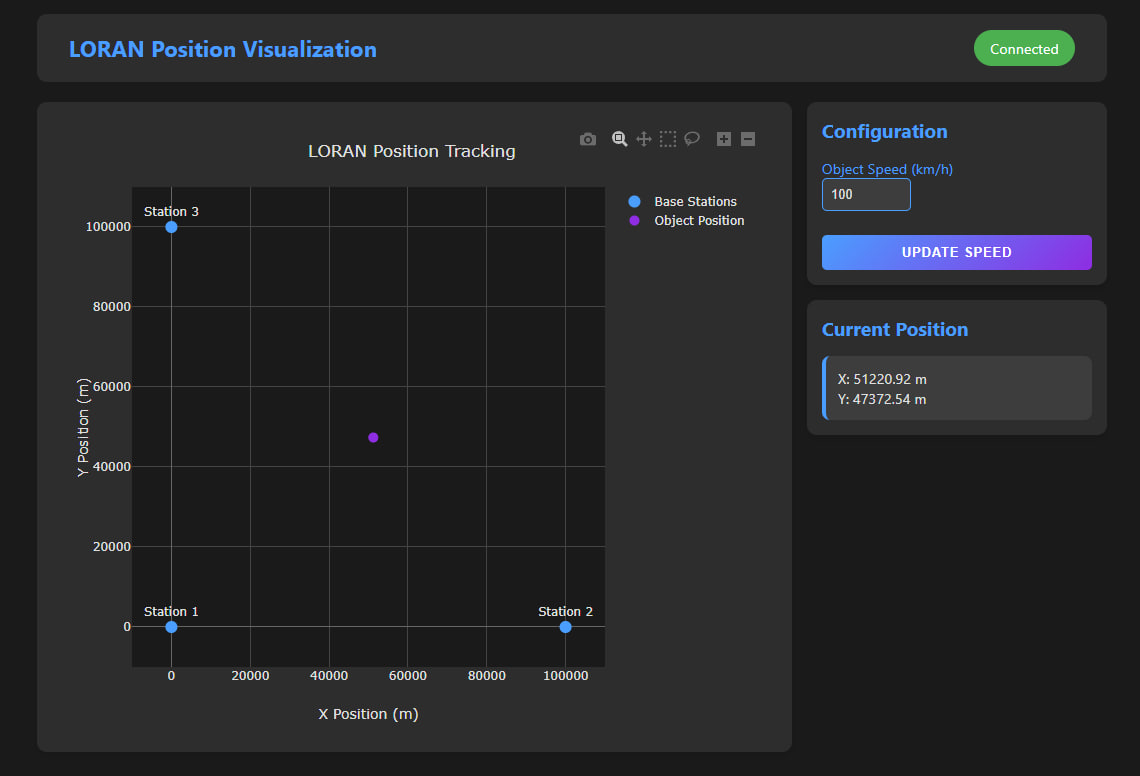 LORAN Position Visualization
Connected
LORAN Position Tracking
Base Stations
Object Position
Station 3
Station 1
Station 2
100000
80000
60000
40000
20000
0
Y Position (m)
0 20000 40000 60000 80000 100000
X Position (m)
Configuration
Object Speed (km/h)
100
UPDATE SPEED
Current Position
X: 51220.92 m
Y: 47372.54 m